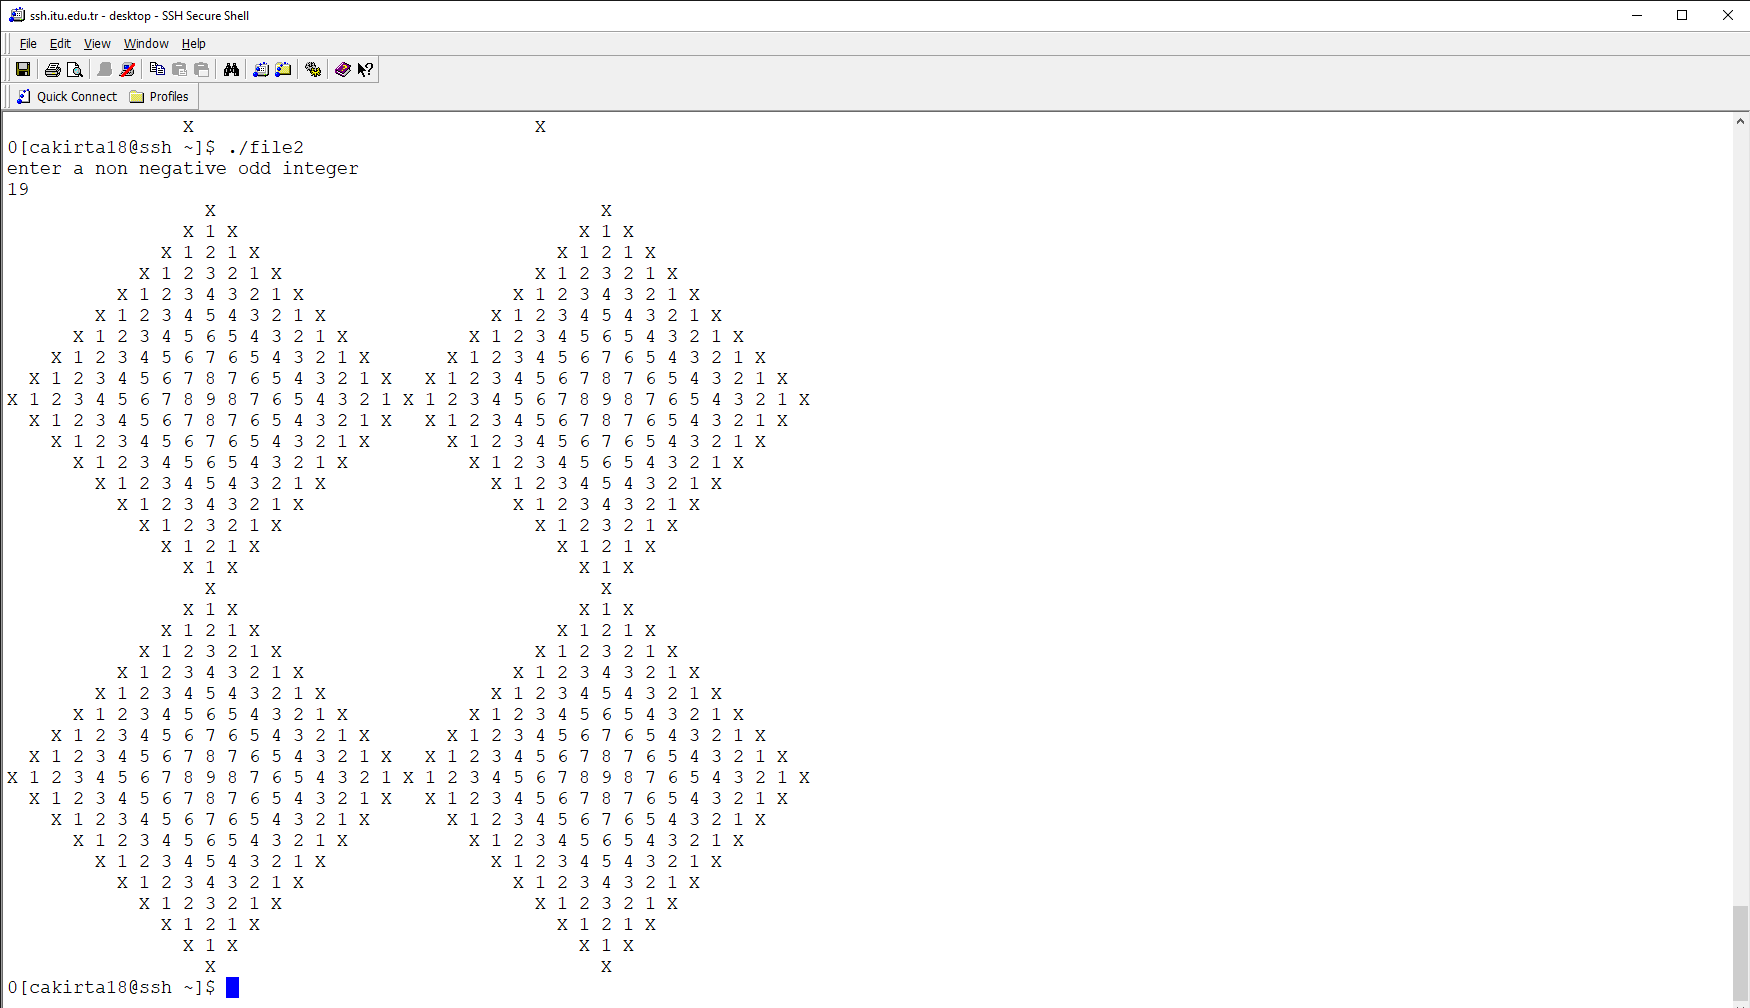 ssh.itu.edu.tr - desktop - SSH Secure Shell
File Edit View Window Help
Quick Connect Profiles
                X                               X
0[cakirta18@ssh ~]$ ./file2
enter a non negative odd integer
19
                  X                                   X
                X 1 X                               X 1 X
              X 1 2 1 X                           X 1 2 1 X
            X 1 2 3 2 1 X                       X 1 2 3 2 1 X
          X 1 2 3 4 3 2 1 X                   X 1 2 3 4 3 2 1 X
        X 1 2 3 4 5 4 3 2 1 X               X 1 2 3 4 5 4 3 2 1 X
      X 1 2 3 4 5 6 5 4 3 2 1 X           X 1 2 3 4 5 6 5 4 3 2 1 X
    X 1 2 3 4 5 6 7 6 5 4 3 2 1 X       X 1 2 3 4 5 6 7 6 5 4 3 2 1 X
  X 1 2 3 4 5 6 7 8 7 6 5 4 3 2 1 X   X 1 2 3 4 5 6 7 8 7 6 5 4 3 2 1 X
X 1 2 3 4 5 6 7 8 9 8 7 6 5 4 3 2 1 X 1 2 3 4 5 6 7 8 9 8 7 6 5 4 3 2 1 X
  X 1 2 3 4 5 6 7 8 7 6 5 4 3 2 1 X   X 1 2 3 4 5 6 7 8 7 6 5 4 3 2 1 X
    X 1 2 3 4 5 6 7 6 5 4 3 2 1 X       X 1 2 3 4 5 6 7 6 5 4 3 2 1 X
      X 1 2 3 4 5 6 5 4 3 2 1 X           X 1 2 3 4 5 6 5 4 3 2 1 X
        X 1 2 3 4 5 4 3 2 1 X               X 1 2 3 4 5 4 3 2 1 X
          X 1 2 3 4 3 2 1 X                   X 1 2 3 4 3 2 1 X
            X 1 2 3 2 1 X                       X 1 2 3 2 1 X
              X 1 2 1 X                           X 1 2 1 X
                X 1 X                               X 1 X
                  X                                   X
                X 1 X                               X 1 X
              X 1 2 1 X                           X 1 2 1 X
            X 1 2 3 2 1 X                       X 1 2 3 2 1 X
          X 1 2 3 4 3 2 1 X                   X 1 2 3 4 3 2 1 X
        X 1 2 3 4 5 4 3 2 1 X               X 1 2 3 4 5 4 3 2 1 X
      X 1 2 3 4 5 6 5 4 3 2 1 X           X 1 2 3 4 5 6 5 4 3 2 1 X
    X 1 2 3 4 5 6 7 6 5 4 3 2 1 X       X 1 2 3 4 5 6 7 6 5 4 3 2 1 X
  X 1 2 3 4 5 6 7 8 7 6 5 4 3 2 1 X   X 1 2 3 4 5 6 7 8 7 6 5 4 3 2 1 X
X 1 2 3 4 5 6 7 8 9 8 7 6 5 4 3 2 1 X 1 2 3 4 5 6 7 8 9 8 7 6 5 4 3 2 1 X
  X 1 2 3 4 5 6 7 8 7 6 5 4 3 2 1 X   X 1 2 3 4 5 6 7 8 7 6 5 4 3 2 1 X
    X 1 2 3 4 5 6 7 6 5 4 3 2 1 X       X 1 2 3 4 5 6 7 6 5 4 3 2 1 X
      X 1 2 3 4 5 6 5 4 3 2 1 X           X 1 2 3 4 5 6 5 4 3 2 1 X
        X 1 2 3 4 5 4 3 2 1 X               X 1 2 3 4 5 4 3 2 1 X
          X 1 2 3 4 3 2 1 X                   X 1 2 3 4 3 2 1 X
            X 1 2 3 2 1 X                       X 1 2 3 2 1 X
              X 1 2 1 X                           X 1 2 1 X
                X 1 X                               X 1 X
                  X                                   X
0[cakirta18@ssh ~]$